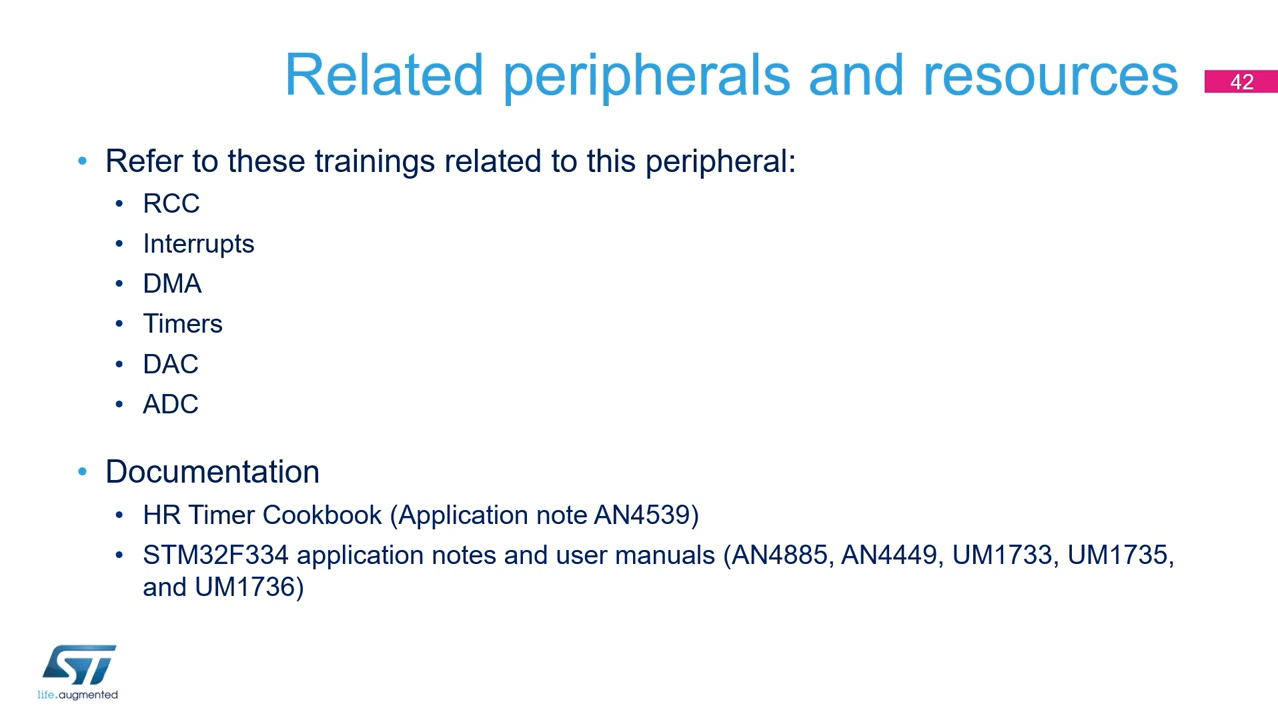 Related peripherals and resources
42
• Refer to these trainings related to this peripheral:
• RCC
• Interrupts
• DMA
• Timers
• DAC
• ADC
• Documentation
• HR Timer Cookbook (Application note AN4539)
• STM32F334 application notes and user manuals (AN4885, AN4449, UM1733, UM1735,
and UM1736)
ST
life.augmented